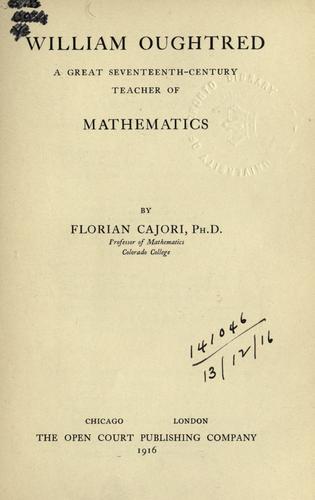 WILLIAM OUGHTRED
A GREAT SEVENTEENTH-CENTURY
TEACHER OF
MATHEMATICS
BY
FLORIAN CAJORI, PH.D.
Professor of Mathematics
Colorado College
141046
13/12/16
CHICAGO LONDON
THE OPEN COURT PUBLISHING COMPANY
1916